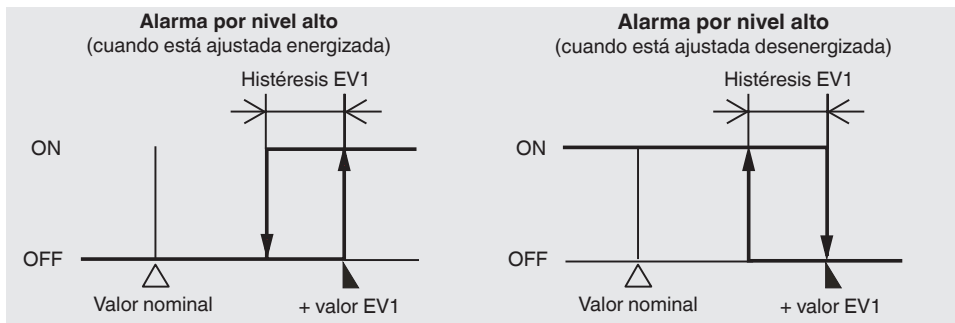 Alarma por nivel alto
(cuando está ajustada energizada)
Histéresis EV1
ON
OFF
Valor nominal
+ valor EV1
Alarma por nivel alto
(cuando está ajustada desenergizada)
Histéresis EV1
ON
OFF
Valor nominal
+ valor EV1